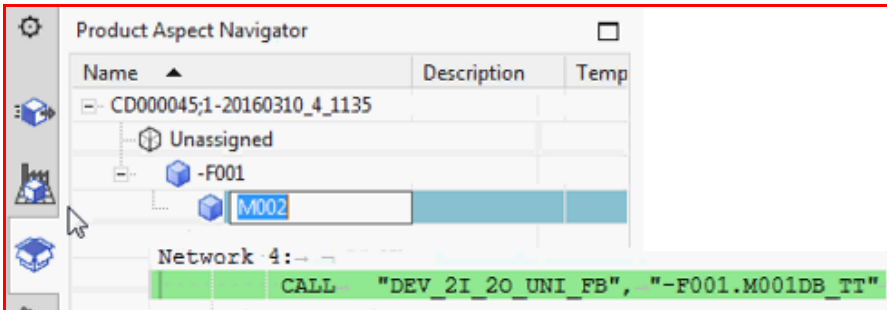 Product Aspect Navigator
Name Description Temp
CD000045;1-20160310_4_1135
Unassigned
-F001
M002
Network 4:
CALL "DEV_2I_2O_UNI_FB", "-F001.M001DB_TT"